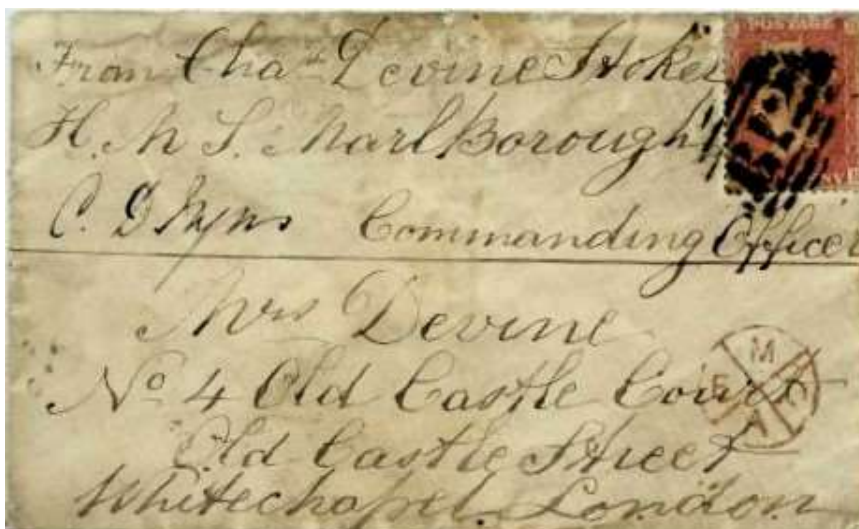 From Chas Devine Stoker
H. M S. Marlborough
Commanding Officer
Mrs Devine
No 4 Old Castle Court
Old Castle Street
Whitechapel. London
POSTAGE
M